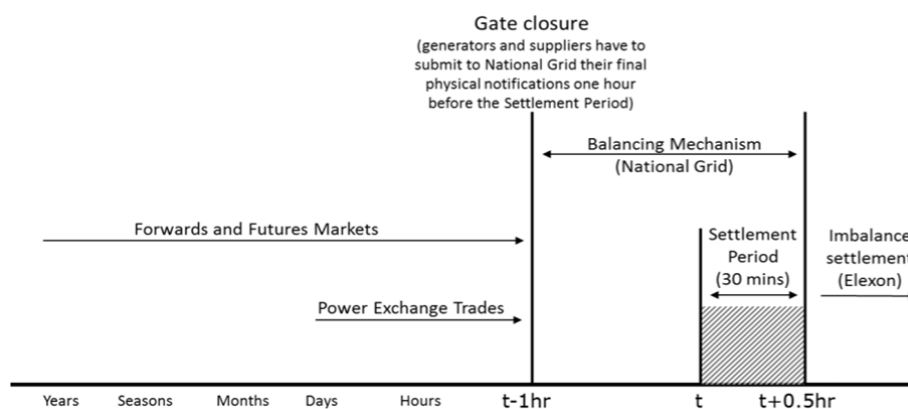 Gate closure
(generators and suppliers have to
submit to National Grid their final
physical notifications one hour
before the Settlement Period)
Balancing Mechanism
(National Grid)
Forwards and Futures Markets
Settlement
Period
(30 mins)
Imbalance
settlement
(Elexon)
Power Exchange Trades
Years
Seasons
Months
Days
Hours
t-1hr
t
t+0.5hr